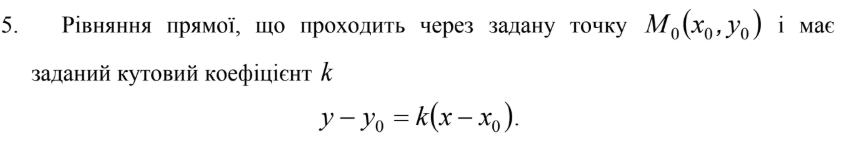 5. Рівняння прямої, що проходить через задану точку M₀(x₀, y₀) і має
заданий кутовий коефіцієнт k
y − y₀ = k(x − x₀).